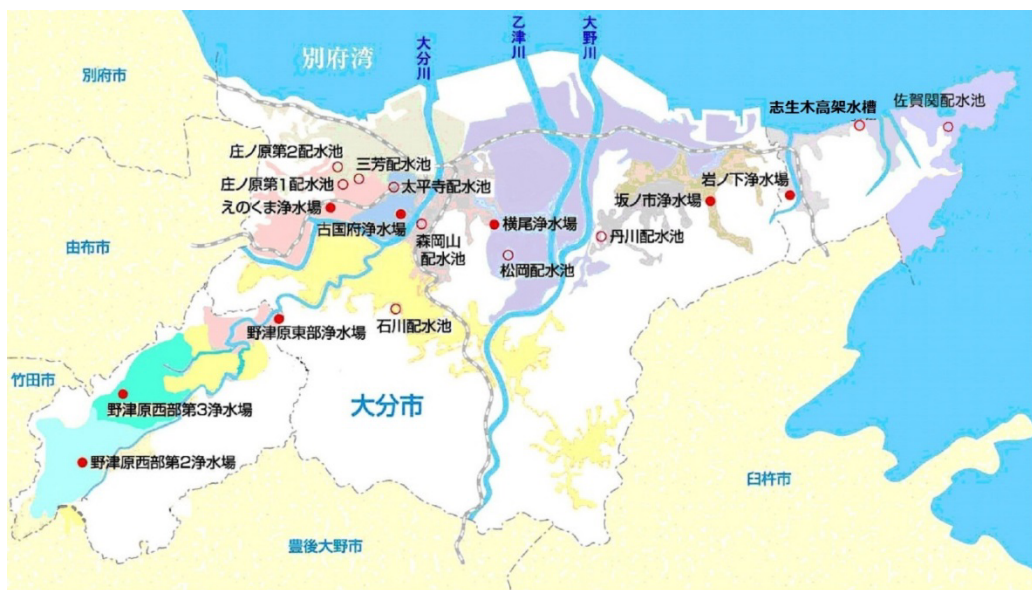 別府湾
大分川
乙津川
大野川
別府市
志生木高架水槽
佐賀関配水池
庄ノ原第2配水池
三芳配水池
庄ノ原第1配水池
太平寺配水池
えのくま浄水場
古国府浄水場
森岡山
配水池
横尾浄水場
松岡配水池
丹川配水池
坂ノ市浄水場
岩ノ下浄水場
由布市
石川配水池
野津原東部浄水場
竹田市
大分市
野津原西部第3浄水場
野津原西部第2浄水場
臼杵市
豊後大野市